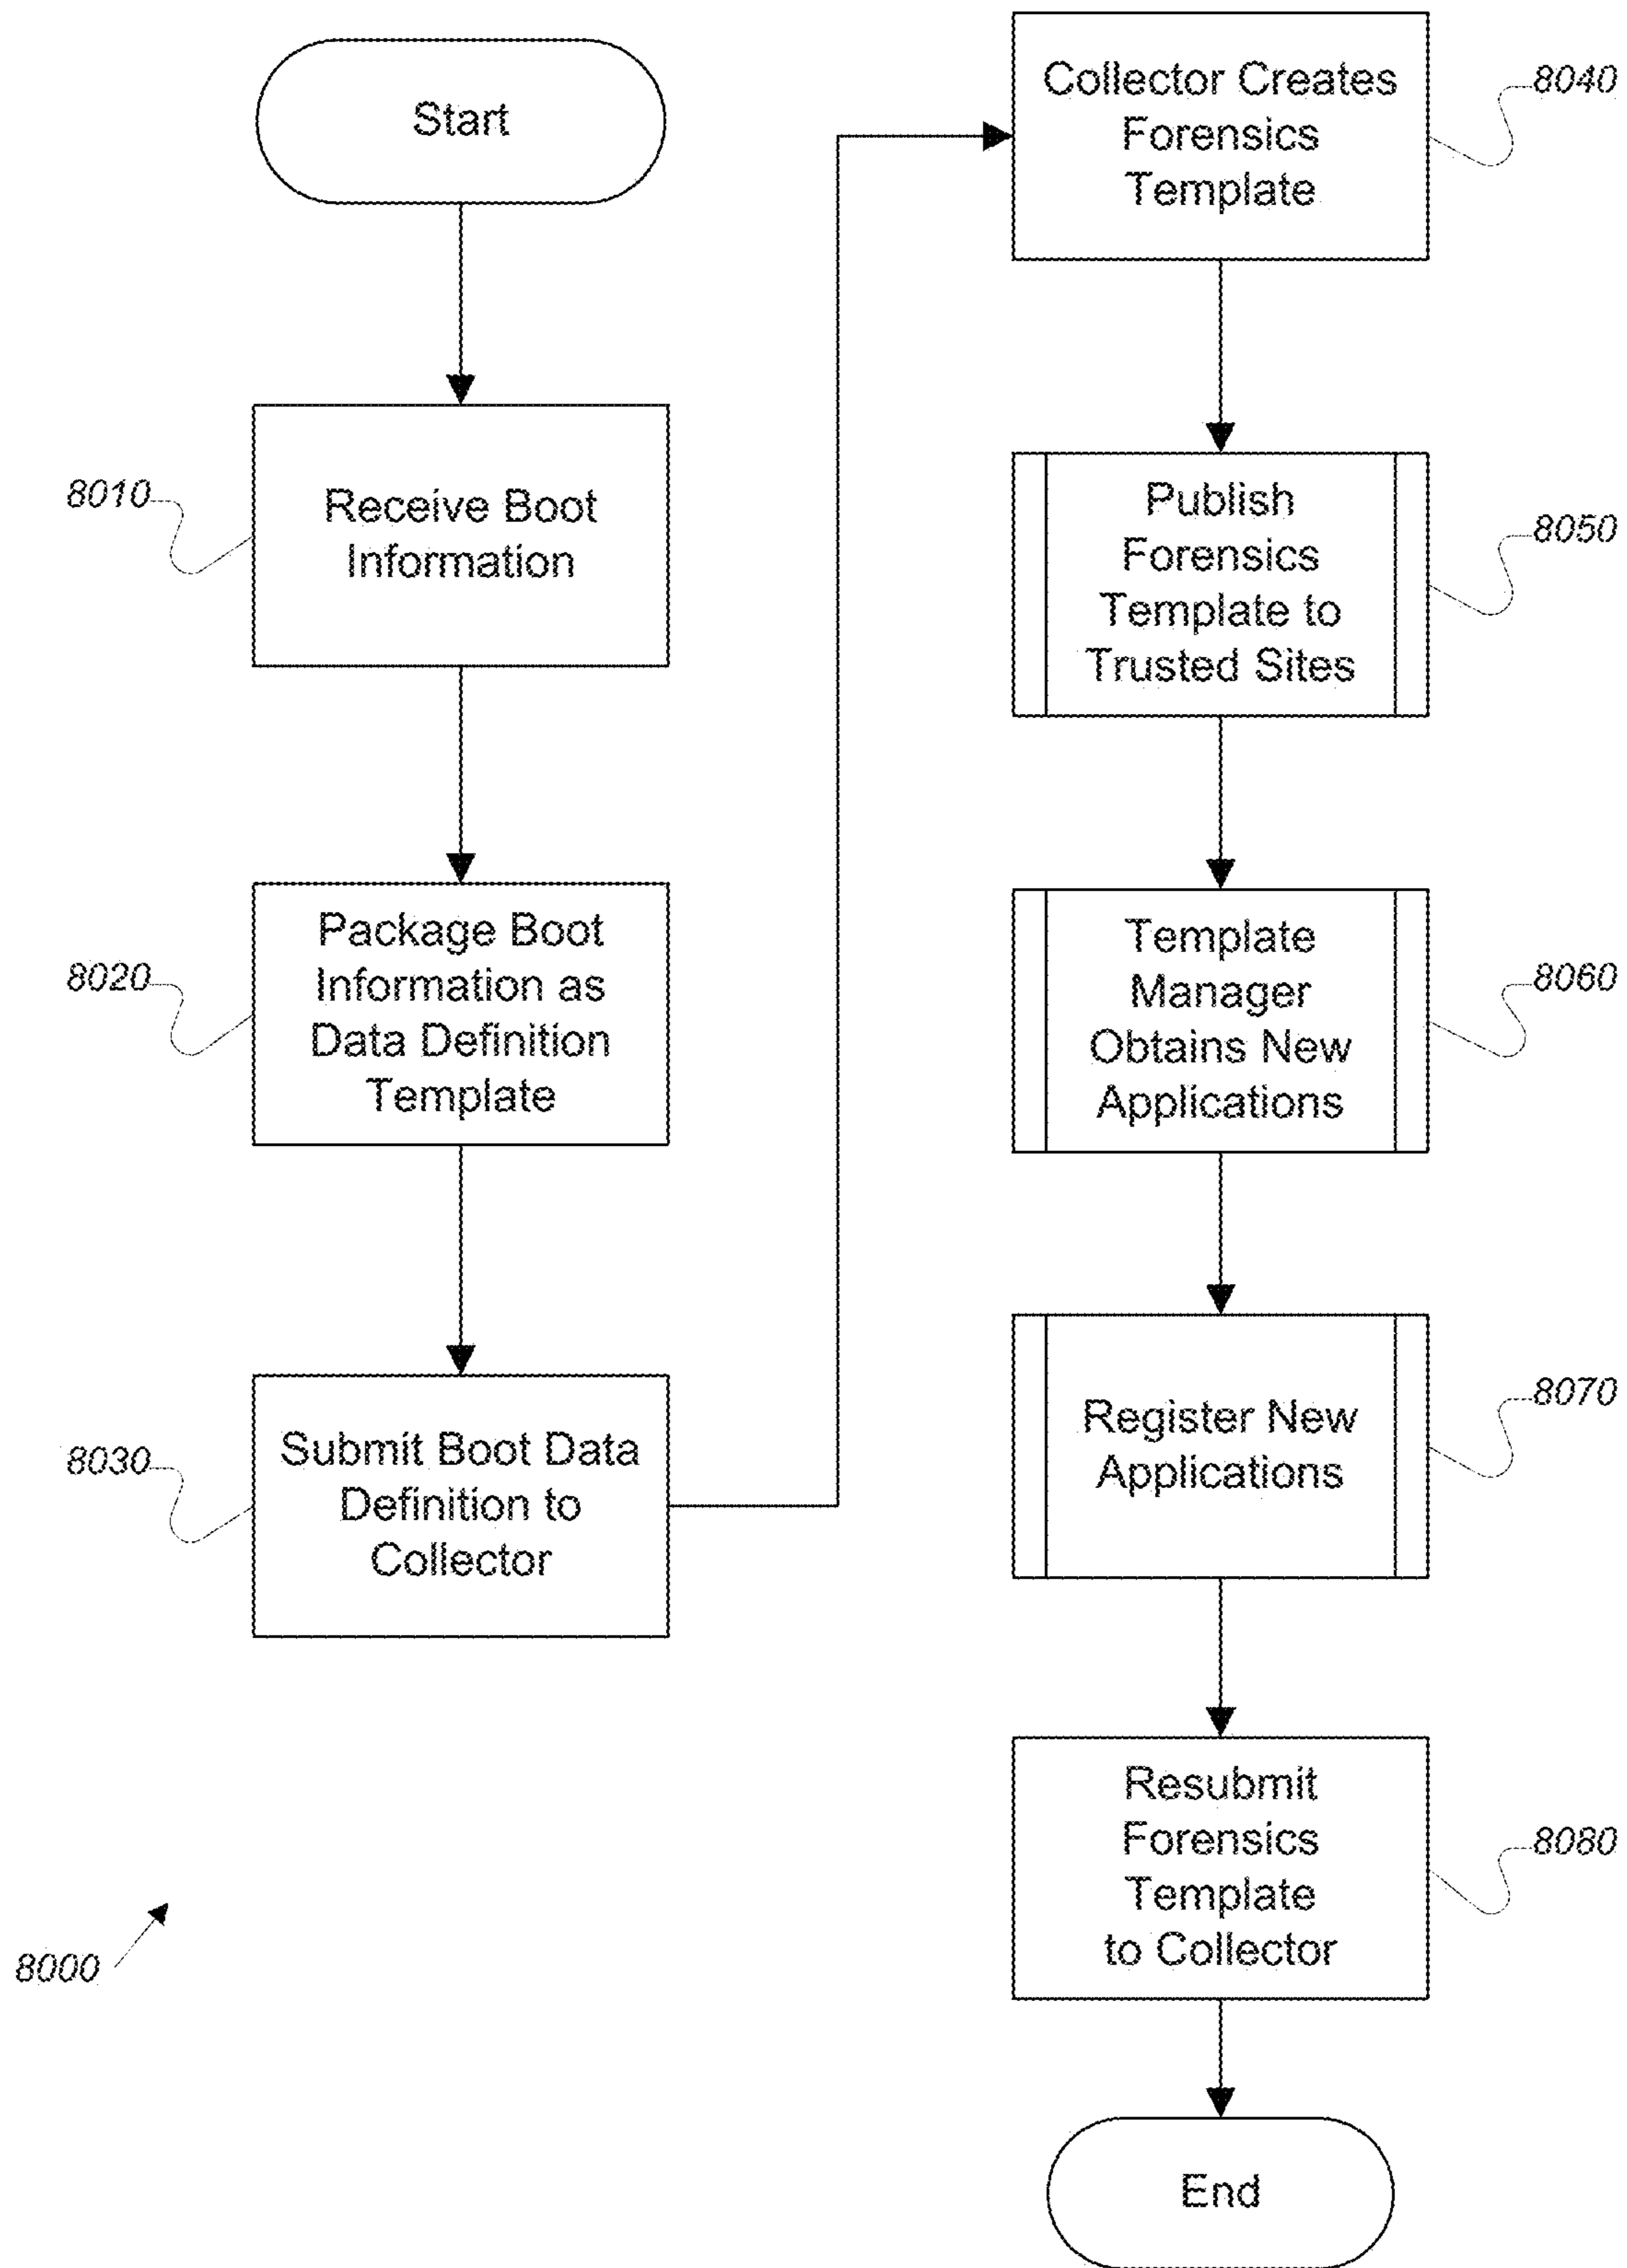 Start
8010
Receive Boot
Information
8020
Package Boot
Information as
Data Definition
Template
8030
Submit Boot Data
Definition to
Collector
8000
Collector Creates
Forensics
Template
8040
Publish
Forensics
Template to
Trusted Sites
8050
Template
Manager
Obtains New
Applications
8060
Register New
Applications
8070
Resubmit
Forensics
Template
to Collector
8080
End